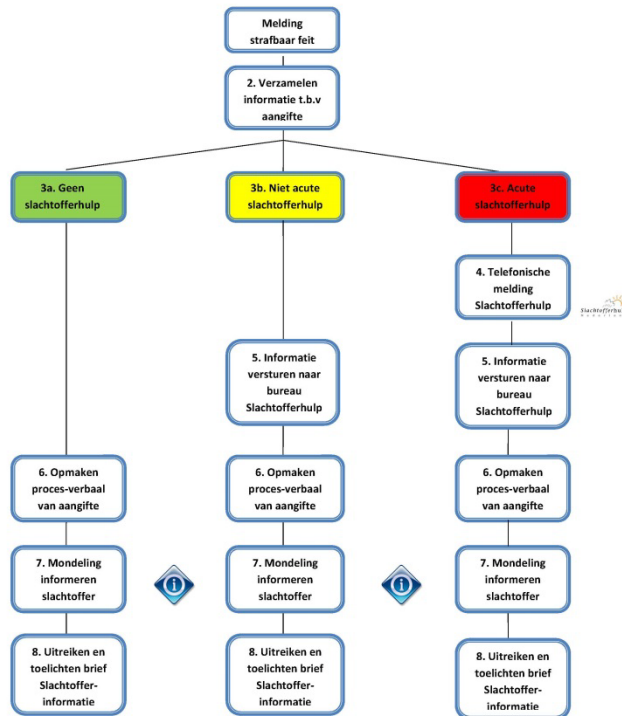 Melding
strafbaar feit
2. Verzamelen
informatie t.b.v
aangifte
3a. Geen
slachtofferhulp
3b. Niet acute
slachtofferhulp
3c. Acute
slachtofferhulp
4. Telefonische
melding
Slachtofferhulp
Slachtofferhulp
5. Informatie
versturen naar
bureau
Slachtofferhulp
5. Informatie
versturen naar
bureau
Slachtofferhulp
6. Opmaken
proces-verbaal
van aangifte
6. Opmaken
proces-verbaal
van aangifte
6. Opmaken
proces-verbaal
van aangifte
7. Mondeling
informeren
slachtoffer
7. Mondeling
informeren
slachtoffer
7. Mondeling
informeren
slachtoffer
8. Uitreiken en
toelichten brief
Slachtoffer-
informatie
8. Uitreiken en
toelichten brief
Slachtoffer-
informatie
8. Uitreiken en
toelichten brief
Slachtoffer-
informatie